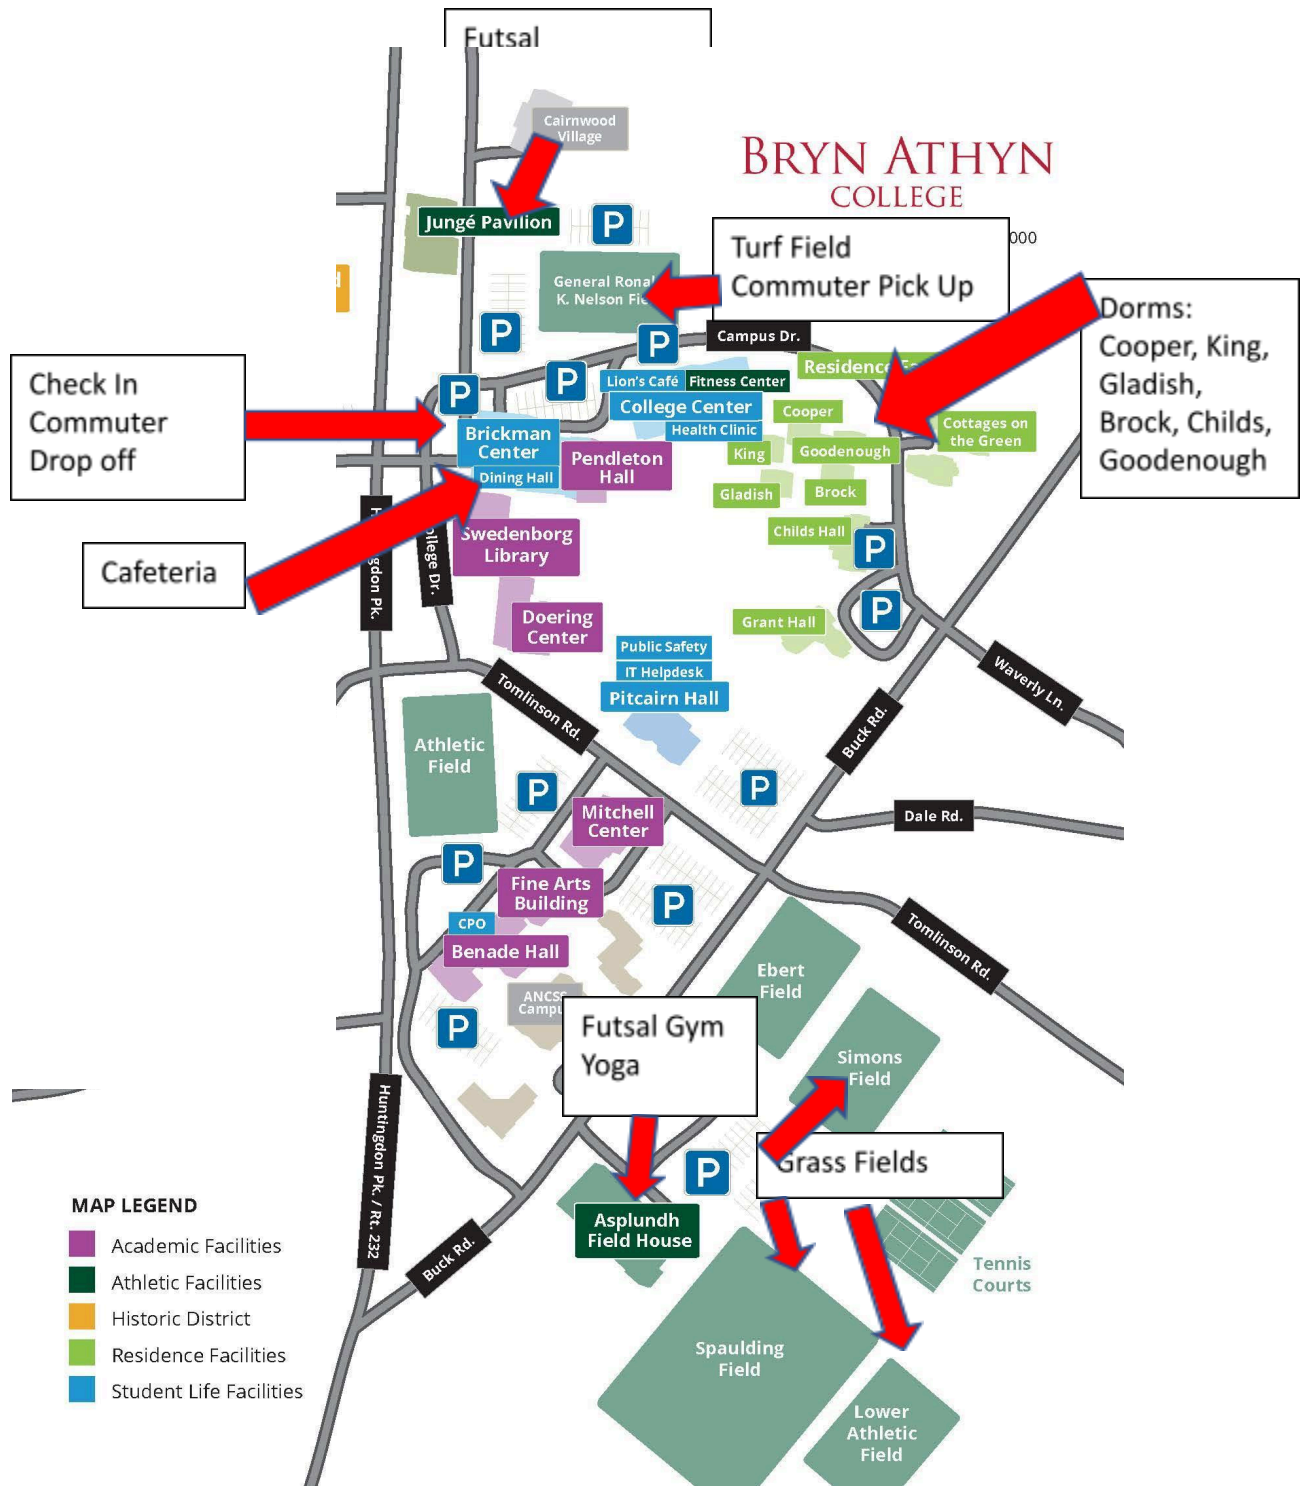 Futsal
Cairnwood
Village
BRYN ATHYN
COLLEGE
Jungé Pavilion
P
000
Turf Field
Commuter Pick Up
General Ronal
K. Nelson Fie
P
P
Campus Dr.
Dorms:
Cooper, King,
Gladish,
Brock, Childs,
Goodenough
Check In
Commuter
Drop off
P
P
Lion's Café
Fitness Center
College Center
Health Clinic
Residence
Cooper
Cottages on
the Green
Brickman
Center
Dining Hall
Pendleton
Hall
King
Goodenough
Gladish
Brock
Childs Hall
P
Swedenborg
Library
Cafeteria
H
gdon Pk.
ollege Dr.
Doering
Center
Grant Hall
P
Public Safety
IT Helpdesk
Pitcairn Hall
Waverly Ln.
Tomlinson Rd.
Buck Rd.
Athletic
Field
P
P
Mitchell
Center
Dale Rd.
P
Fine Arts
Building
P
CPO
Benade Hall
Tomlinson Rd.
Ebert
Field
ANCSS
Campu
P
Futsal Gym
Yoga
Simons
Field
Huntingdon Pk. / Rt. 232
Grass Fields
P
Asplundh
Field House
Buck Rd.
Tennis
Courts
Spaulding
Field
Lower
Athletic
Field
MAP LEGEND
Academic Facilities
Athletic Facilities
Historic District
Residence Facilities
Student Life Facilities